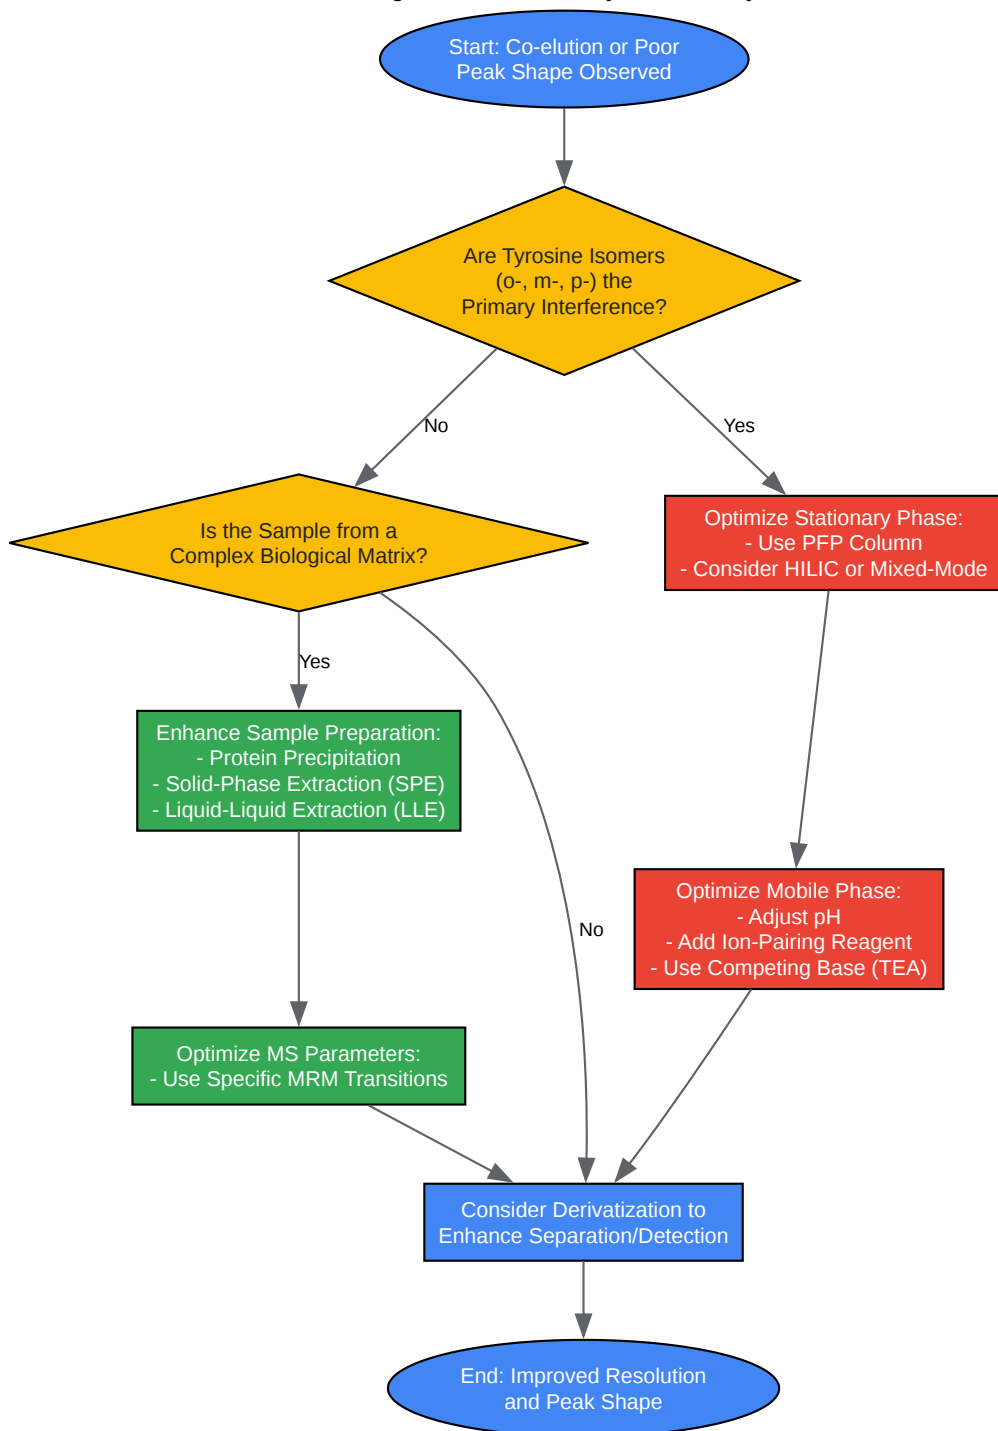 Start: Co-elution or Poor
Peak Shape Observed
Are Tyrosine Isomers
(o-, m-, p-) the
Primary Interference?
No
Yes
Is the Sample from a
Complex Biological Matrix?
Optimize Stationary Phase:
- Use PFP Column
- Consider HILIC or Mixed-Mode
Yes
Enhance Sample Preparation:
- Protein Precipitation
- Solid-Phase Extraction (SPE)
- Liquid-Liquid Extraction (LLE)
No
Optimize Mobile Phase:
- Adjust pH
- Add Ion-Pairing Reagent
- Use Competing Base (TEA)
Optimize MS Parameters:
- Use Specific MRM Transitions
Consider Derivatization to
Enhance Separation/Detection
End: Improved Resolution
and Peak Shape